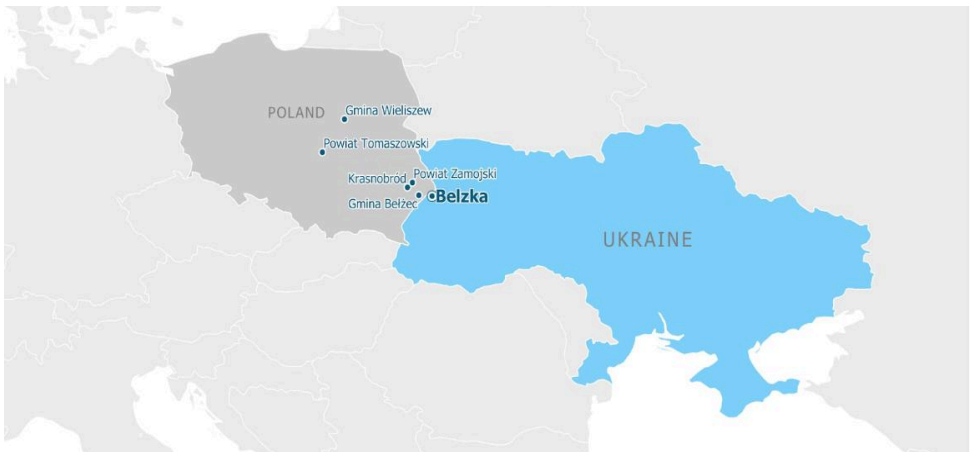 POLAND
Gmina Wieliszew
Powiat Tomaszowski
Krasnobród
Powiat Zamojski
Gmina Bełżec
Belzka
UKRAINE